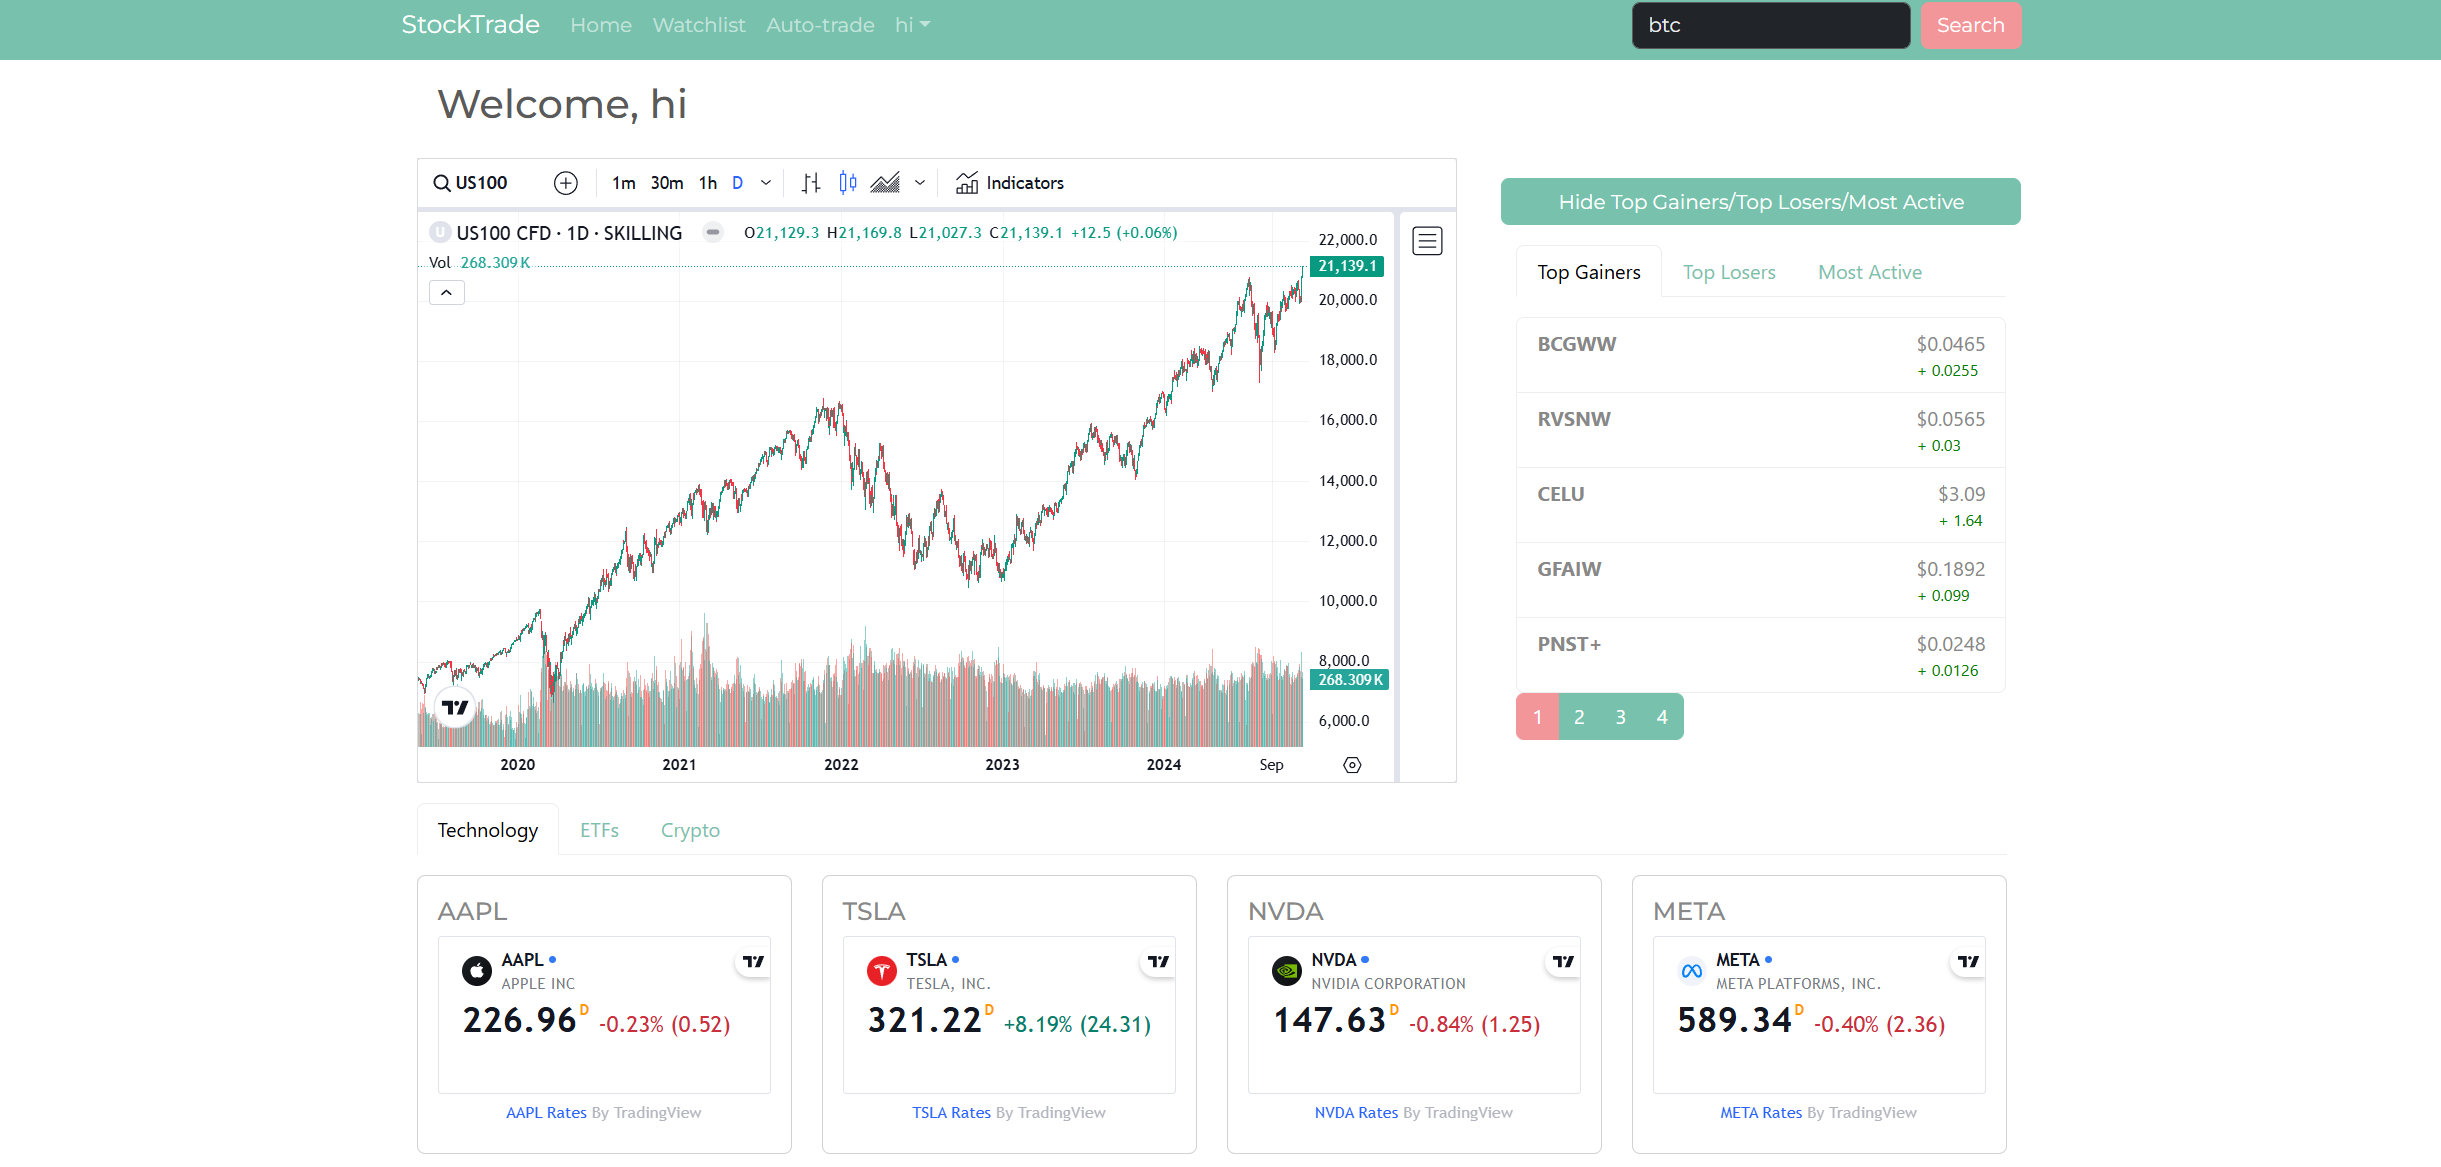 StockTrade Home Watchlist Auto-trade hi btc Search
Welcome, hi
US100 1m 30m 1h D Indicators
US100 CFD · 1D · SKILLING O21,129.3 H21,169.8 L21,027.3 C21,139.1 +12.5 (+0.06%)
Vol 268.309 K
22,000.0
21,139.1
20,000.0
18,000.0
16,000.0
14,000.0
12,000.0
10,000.0
8,000.0
268.309 K
6,000.0
2020 2021 2022 2023 2024 Sep
Hide Top Gainers/Top Losers/Most Active
Top Gainers Top Losers Most Active
BCGWW $0.0465
+ 0.0255
RVSNW $0.0565
+ 0.03
CELU $3.09
+ 1.64
GFAIW $0.1892
+ 0.099
PNST+ $0.0248
+ 0.0126
1 2 3 4
Technology ETFs Crypto
AAPL
AAPL
APPLE INC
226.96 D -0.23% (0.52)
AAPL Rates By TradingView
TSLA
TSLA
TESLA, INC.
321.22 D +8.19% (24.31)
TSLA Rates By TradingView
NVDA
NVDA
NVIDIA CORPORATION
147.63 D -0.84% (1.25)
NVDA Rates By TradingView
META
META
META PLATFORMS, INC.
589.34 D -0.40% (2.36)
META Rates By TradingView